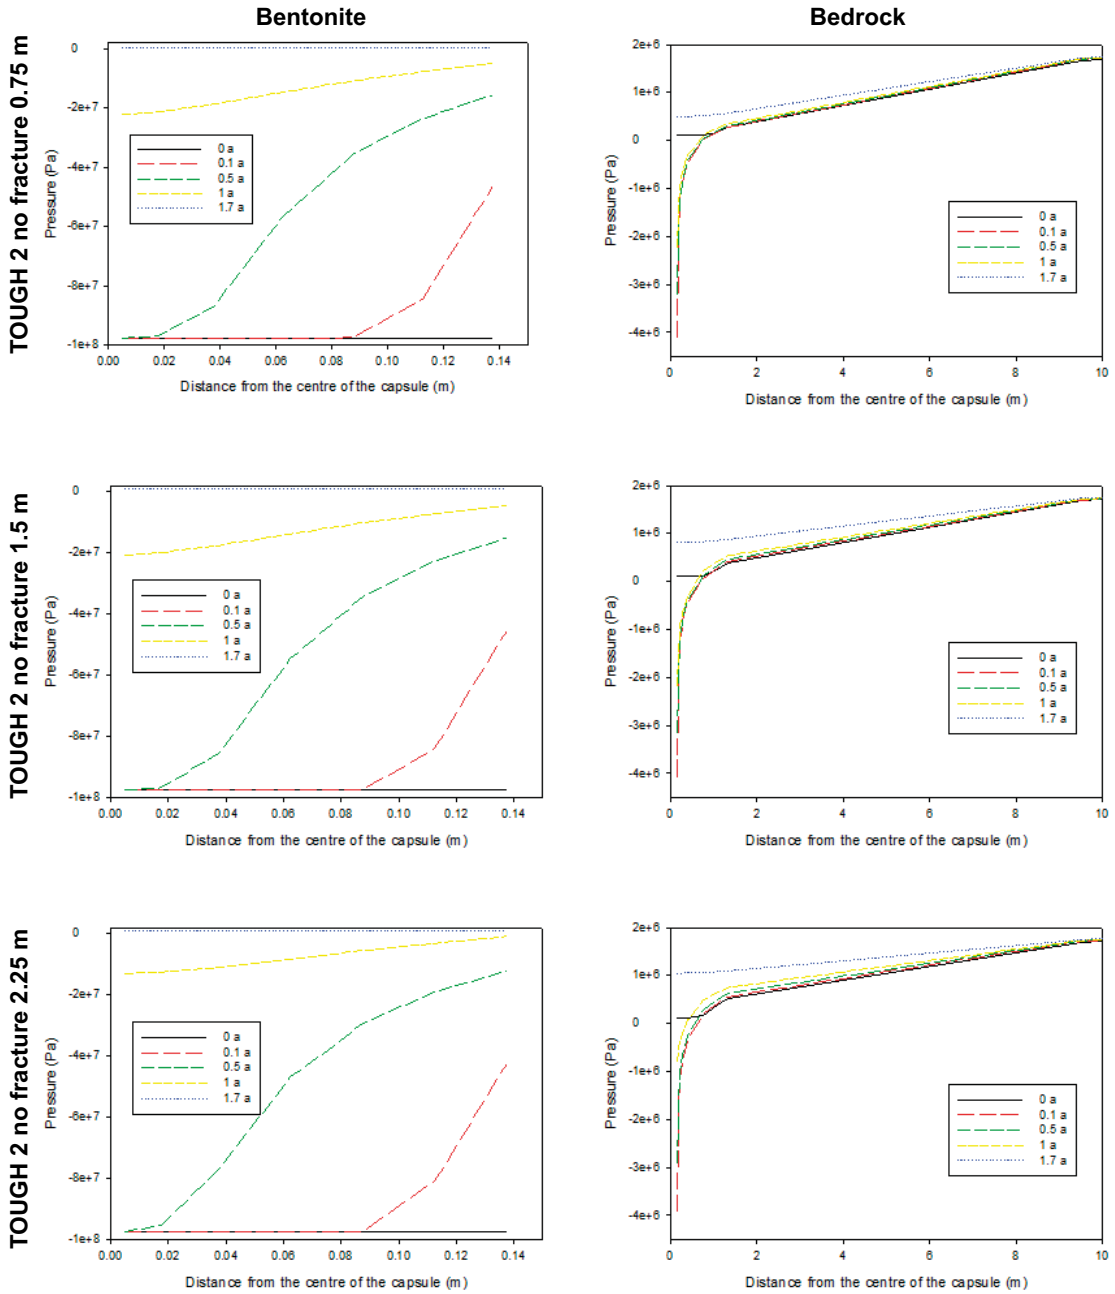 Bentonite
Bedrock
TOUGH 2 no fracture 0.75 m
Pressure (Pa)
0
-2e+7
-4e+7
-6e+7
-8e+7
-1e+8
0 a
0.1 a
0.5 a
1 a
1.7 a
0.00 0.02 0.04 0.06 0.08 0.10 0.12 0.14
Distance from the centre of the capsule (m)
Pressure (Pa)
2e+6
1e+6
0
-1e+6
-2e+6
-3e+6
-4e+6
0 a
0.1 a
0.5 a
1 a
1.7 a
0 2 4 6 8 10
Distance from the centre of the capsule (m)
TOUGH 2 no fracture 1.5 m
Pressure (Pa)
0
-2e+7
-4e+7
-6e+7
-8e+7
-1e+8
0 a
0.1 a
0.5 a
1 a
1.7 a
0.00 0.02 0.04 0.06 0.08 0.10 0.12 0.14
Distance from the centre of the capsule (m)
Pressure (Pa)
2e+6
1e+6
0
-1e+6
-2e+6
-3e+6
-4e+6
0 a
0.1 a
0.5 a
1 a
1.7 a
0 2 4 6 8 10
Distance from the centre of the capsule (m)
TOUGH 2 no fracture 2.25 m
Pressure (Pa)
0
-2e+7
-4e+7
-6e+7
-8e+7
-1e+8
0 a
0.1 a
0.5 a
1 a
1.7 a
0.00 0.02 0.04 0.06 0.08 0.10 0.12 0.14
Distance from the centre of the capsule (m)
Pressure (Pa)
2e+6
1e+6
0
-1e+6
-2e+6
-3e+6
-4e+6
0 a
0.1 a
0.5 a
1 a
1.7 a
0 2 4 6 8 10
Distance from the centre of the capsule (m)